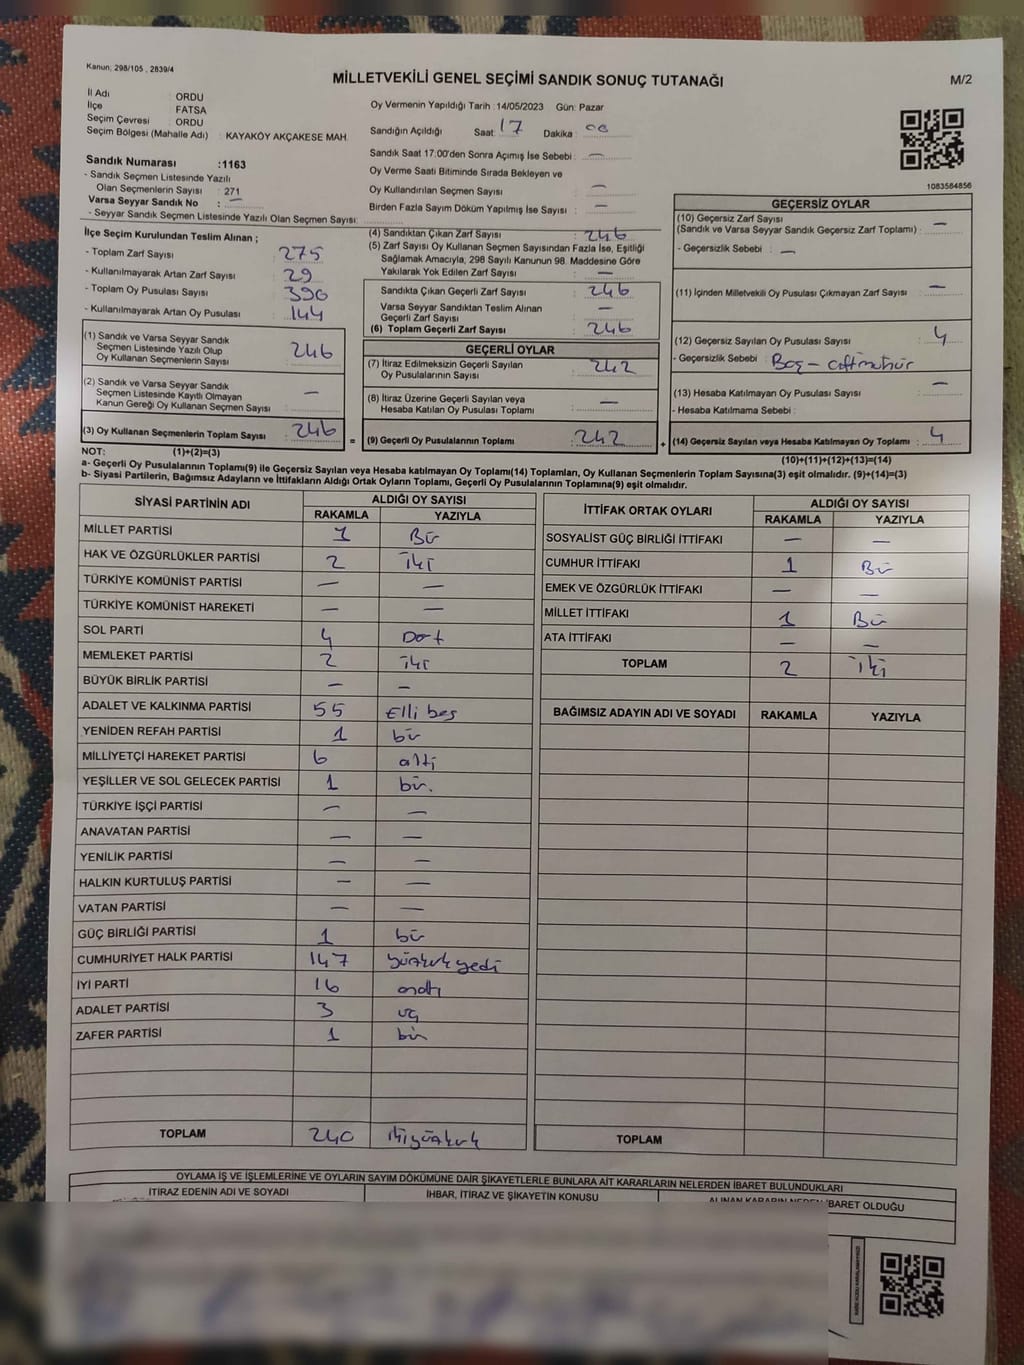 Kanun: 298/105 , 2839/4
MİLLETVEKİLİ GENEL SEÇİMİ SANDIK SONUÇ TUTANAĞI
M/2
İl Adı : ORDU
İlçe : FATSA
Seçim Çevresi : ORDU
Seçim Bölgesi (Mahalle Adı) : KAYAKÖY AKÇAKESE MAH.
Sandık Numarası :1163
- Sandık Seçmen Listesinde Yazılı
Olan Seçmenlerin Sayısı : 271
Varsa Seyyar Sandık No : —
- Seyyar Sandık Seçmen Listesinde Yazılı Olan Seçmen Sayısı:
Oy Vermenin Yapıldığı Tarih :14/05/2023 Gün: Pazar
Sandığın Açıldığı Saat: 17 Dakika : 00
Sandık Saat 17:00'den Sonra Açımış İse Sebebi : —
Oy Verme Saati Bitiminde Sırada Bekleyen ve
Oy Kullandırılan Seçmen Sayısı : —
Birden Fazla Sayım Döküm Yapılmış İse Sayısı : —
1083584856
İlçe Seçim Kurulundan Teslim Alınan ;
- Toplam Zarf Sayısı : 275
- Kullanılmayarak Artan Zarf Sayısı : 29
- Toplam Oy Pusulası Sayısı : 390
- Kullanılmayarak Artan Oy Pusulası : 144
(1) Sandık ve Varsa Seyyar Sandık
Seçmen Listesinde Yazılı Olup
Oy Kullanan Seçmenlerin Sayısı : 246
(2) Sandık ve Varsa Seyyar Sandık
Seçmen Listesinde Kayıtlı Olmayan
Kanun Gereği Oy Kullanan Seçmen Sayısı : —
(3) Oy Kullanan Seçmenlerin Toplam Sayısı : 246
(4) Sandıktan Çıkan Zarf Sayısı : 246
(5) Zarf Sayısı Oy Kullanan Seçmen Sayısından Fazla İse, Eşitliği
Sağlamak Amacıyla, 298 Sayılı Kanunun 98. Maddesine Göre
Yakılarak Yok Edilen Zarf Sayısı : —
Sandıkta Çıkan Geçerli Zarf Sayısı : 246
Varsa Seyyar Sandıktan Teslim Alınan
Geçerli Zarf Sayısı : —
(6) Toplam Geçerli Zarf Sayısı : 246
GEÇERLİ OYLAR
(7) İtiraz Edilmeksizin Geçerli Sayılan
Oy Pusulalarının Sayısı : 242
(8) İtiraz Üzerine Geçerli Sayılan veya
Hesaba Katılan Oy Pusulası Toplamı : —
= (9) Geçerli Oy Pusulalarının Toplamı : 242 +
GEÇERSİZ OYLAR
(10) Geçersiz Zarf Sayısı
(Sandık ve Varsa Seyyar Sandık Geçersiz Zarf Toplamı) : —
- Geçersizlik Sebebi : —
(11) İçinden Milletvekili Oy Pusulası Çıkmayan Zarf Sayısı : —
(12) Geçersiz Sayılan Oy Pusulası Sayısı : 4
- Geçersizlik Sebebi : Boş -
(13) Hesaba Katılmayan Oy Pusulası Sayısı : —
- Hesaba Katılmama Sebebi :
(14) Geçersiz Sayılan veya Hesaba Katılmayan Oy Toplamı : 4
NOT: (1)+(2)=(3)
(10)+(11)+(12)+(13)=(14)
a- Geçerli Oy Pusulalarının Toplamı(9) ile Geçersiz Sayılan veya Hesaba katılmayan Oy Toplamı(14) Toplamları, Oy Kullanan Seçmenlerin Toplam Sayısına(3) eşit olmalıdır. (9)+(14)=(3)
b- Siyasi Partilerin, Bağımsız Adayların ve İttifakların Aldığı Ortak Oyların Toplamı, Geçerli Oy Pusulalarının Toplamına(9) eşit olmalıdır.
SİYASİ PARTİNİN ADI ALDIĞI OY SAYISI
RAKAMLA YAZIYLA
MİLLET PARTİSİ 1 Bir
HAK VE ÖZGÜRLÜKLER PARTİSİ 2 iki
TÜRKİYE KOMÜNİST PARTİSİ — —
TÜRKİYE KOMÜNİST HAREKETİ — —
SOL PARTİ 4 Dört
MEMLEKET PARTİSİ 2 iki
BÜYÜK BİRLİK PARTİSİ — —
ADALET VE KALKINMA PARTİSİ 55 Elli beş
YENİDEN REFAH PARTİSİ 1 bir
MİLLİYETÇİ HAREKET PARTİSİ 6 altı
YEŞİLLER VE SOL GELECEK PARTİSİ 1 bir.
TÜRKİYE İŞÇİ PARTİSİ — —
ANAVATAN PARTİSİ — —
YENİLİK PARTİSİ — —
HALKIN KURTULUŞ PARTİSİ — —
VATAN PARTİSİ — —
GÜÇ BİRLİĞİ PARTİSİ 1 bir
CUMHURİYET HALK PARTİSİ 147 yüzkırk yedi
İYİ PARTİ 16 onaltı
ADALET PARTİSİ 3 üç
ZAFER PARTİSİ 1 bir
TOPLAM 240 ikiyüzkırk
İTTİFAK ORTAK OYLARI ALDIĞI OY SAYISI
RAKAMLA YAZIYLA
SOSYALİST GÜÇ BİRLİĞİ İTTİFAKI — —
CUMHUR İTTİFAKI 1 Bir
EMEK VE ÖZGÜRLÜK İTTİFAKI — —
MİLLET İTTİFAKI 1 Bir
ATA İTTİFAKI — —
TOPLAM 2 iki
BAĞIMSIZ ADAYIN ADI VE SOYADI RAKAMLA YAZIYLA
TOPLAM
OYLAMA İŞ VE İŞLEMLERİNE VE OYLARIN SAYIM DÖKÜMÜNE DAİR ŞİKAYETLERLE BUNLARA AİT KARARLARIN NELERDEN İBARET BULUNDUKLARI
İTİRAZ EDENİN ADI VE SOYADI İHBAR, İTİRAZ VE ŞİKAYETİN KONUSU ALINAN KARARIN NEDEN İBARET OLDUĞU